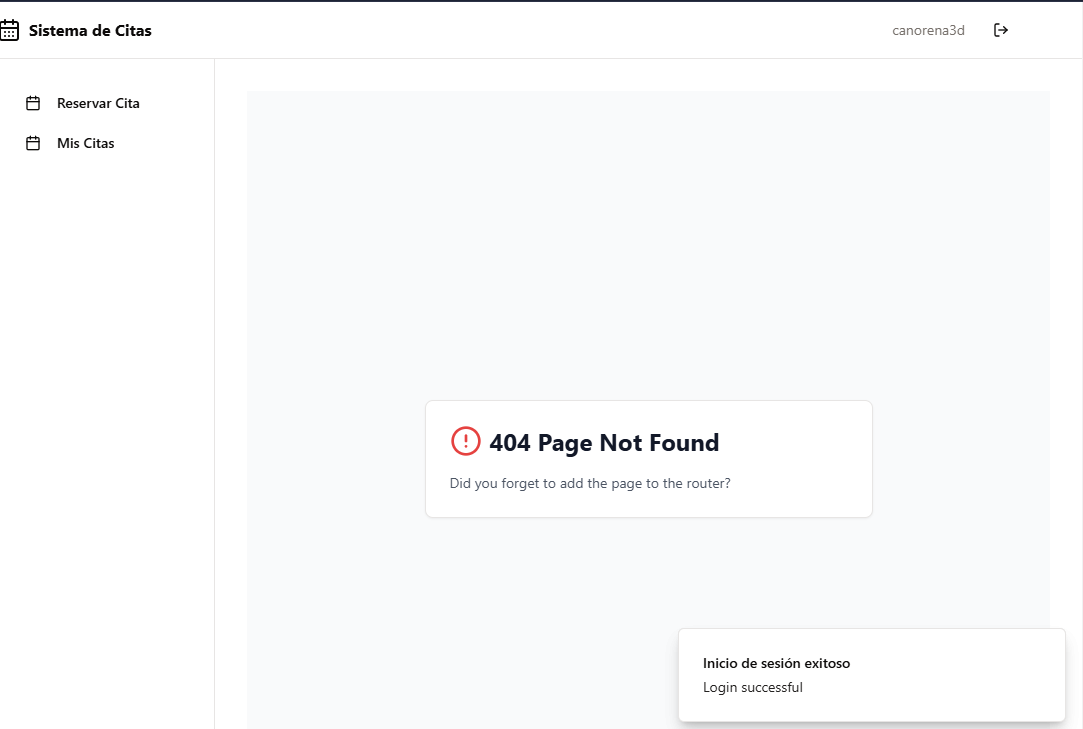 Sistema de Citas
canorena3d
Reservar Cita
Mis Citas
404 Page Not Found
Did you forget to add the page to the router?
Inicio de sesión exitoso
Login successful